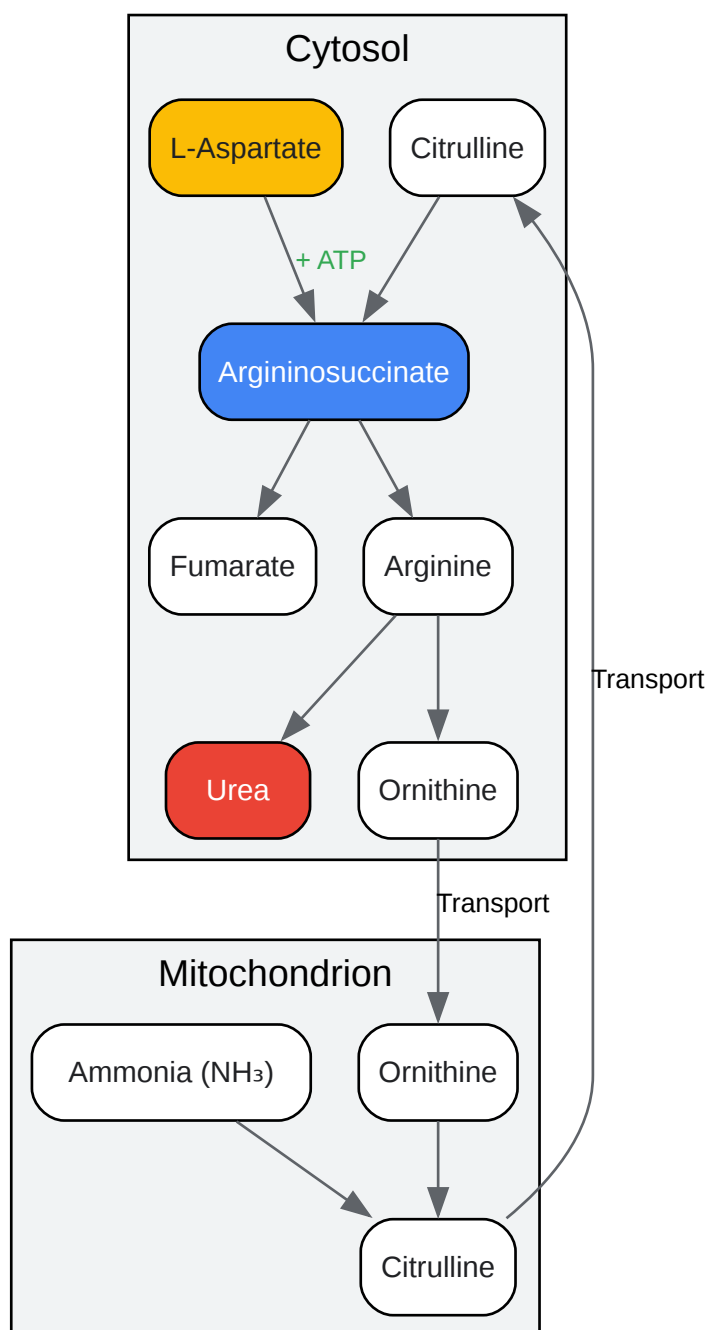 Cytosol
L-Aspartate
Citrulline
+ ATP
Argininosuccinate
Fumarate
Arginine
Transport
Urea
Ornithine
Transport
Mitochondrion
Ammonia (NH₃)
Ornithine
Citrulline